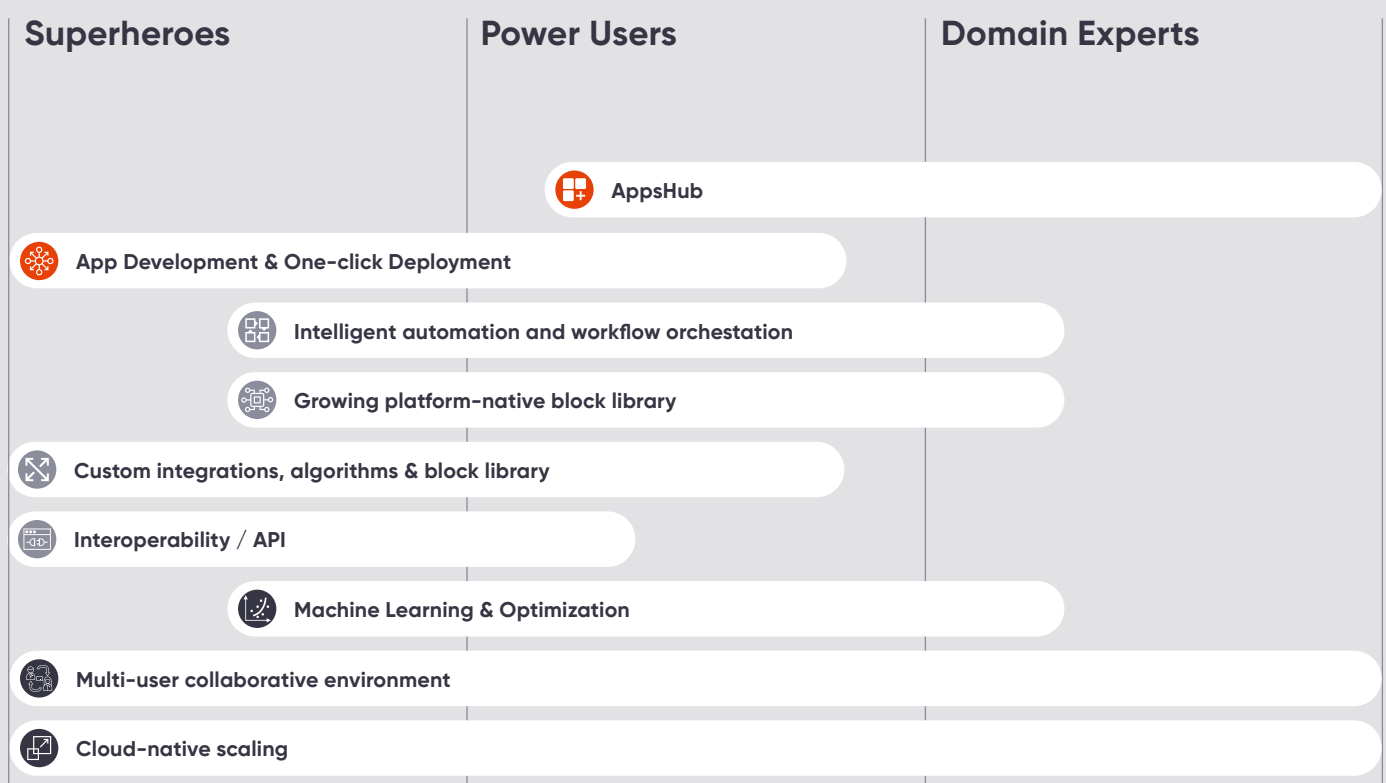 Superheroes
Power Users
Domain Experts
AppsHub
App Development & One-click Deployment
Intelligent automation and workflow orchestation
Growing platform-native block library
Custom integrations, algorithms & block library
Interoperability / API
Machine Learning & Optimization
Multi-user collaborative environment
Cloud-native scaling